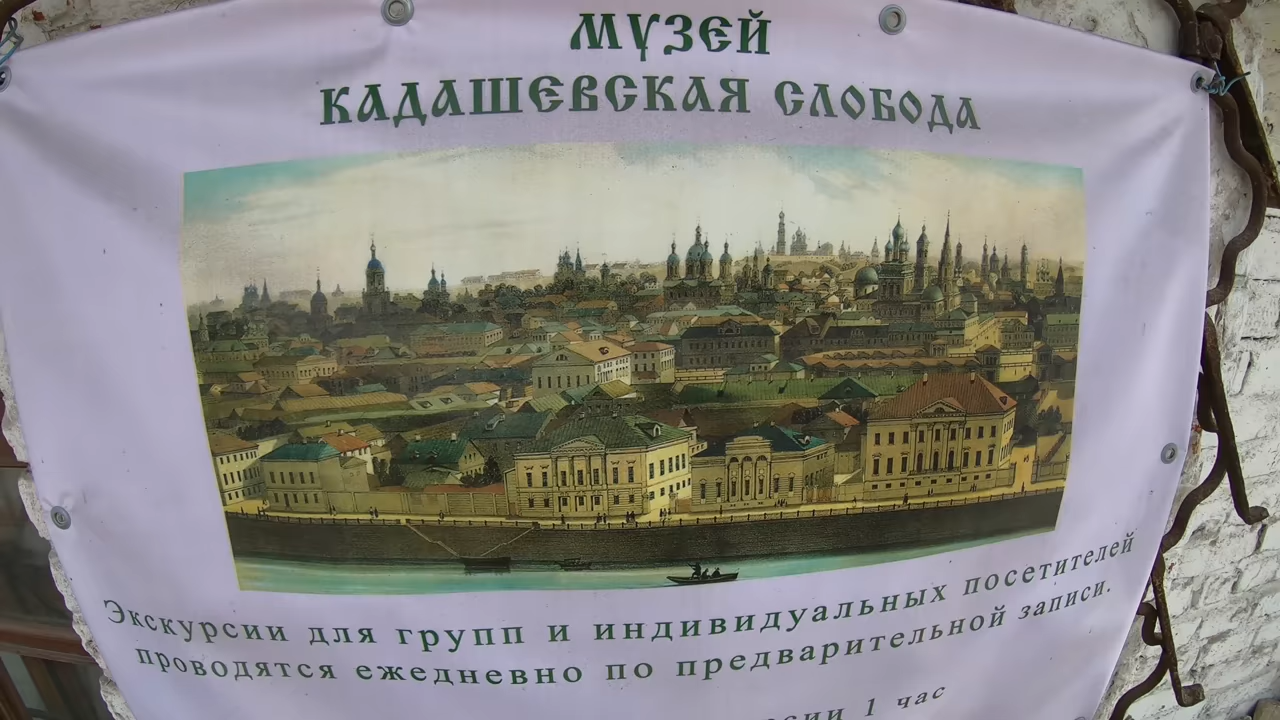 МУЗЕЙ
КАДАШЕВСКАЯ СЛОБОДА
Экскурсии для групп и индивидуальных посетителей
проводятся ежедневно по предварительной записи.
1 час